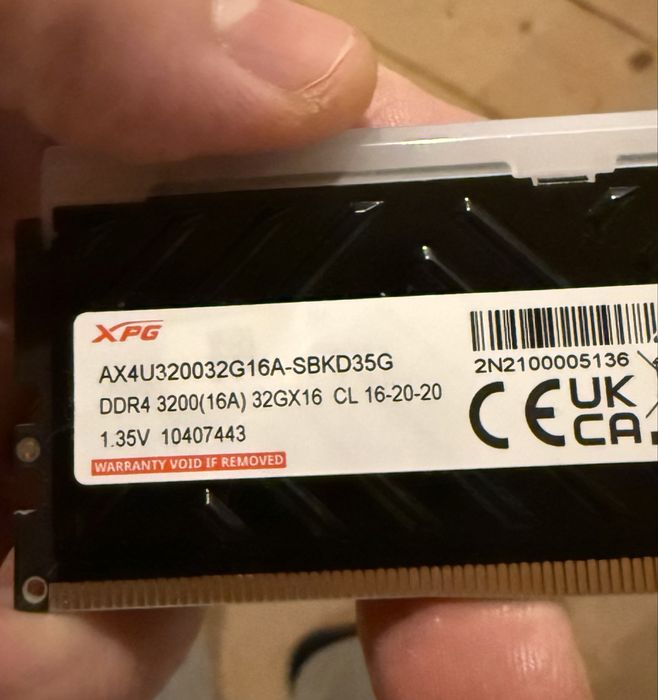 XPG
AX4U320032G16A-SBKD35G
DDR4 3200(16A) 32GX16 CL 16-20-20
1.35V 10407443
WARRANTY VOID IF REMOVED
2N2100005136
CE
UK
CA